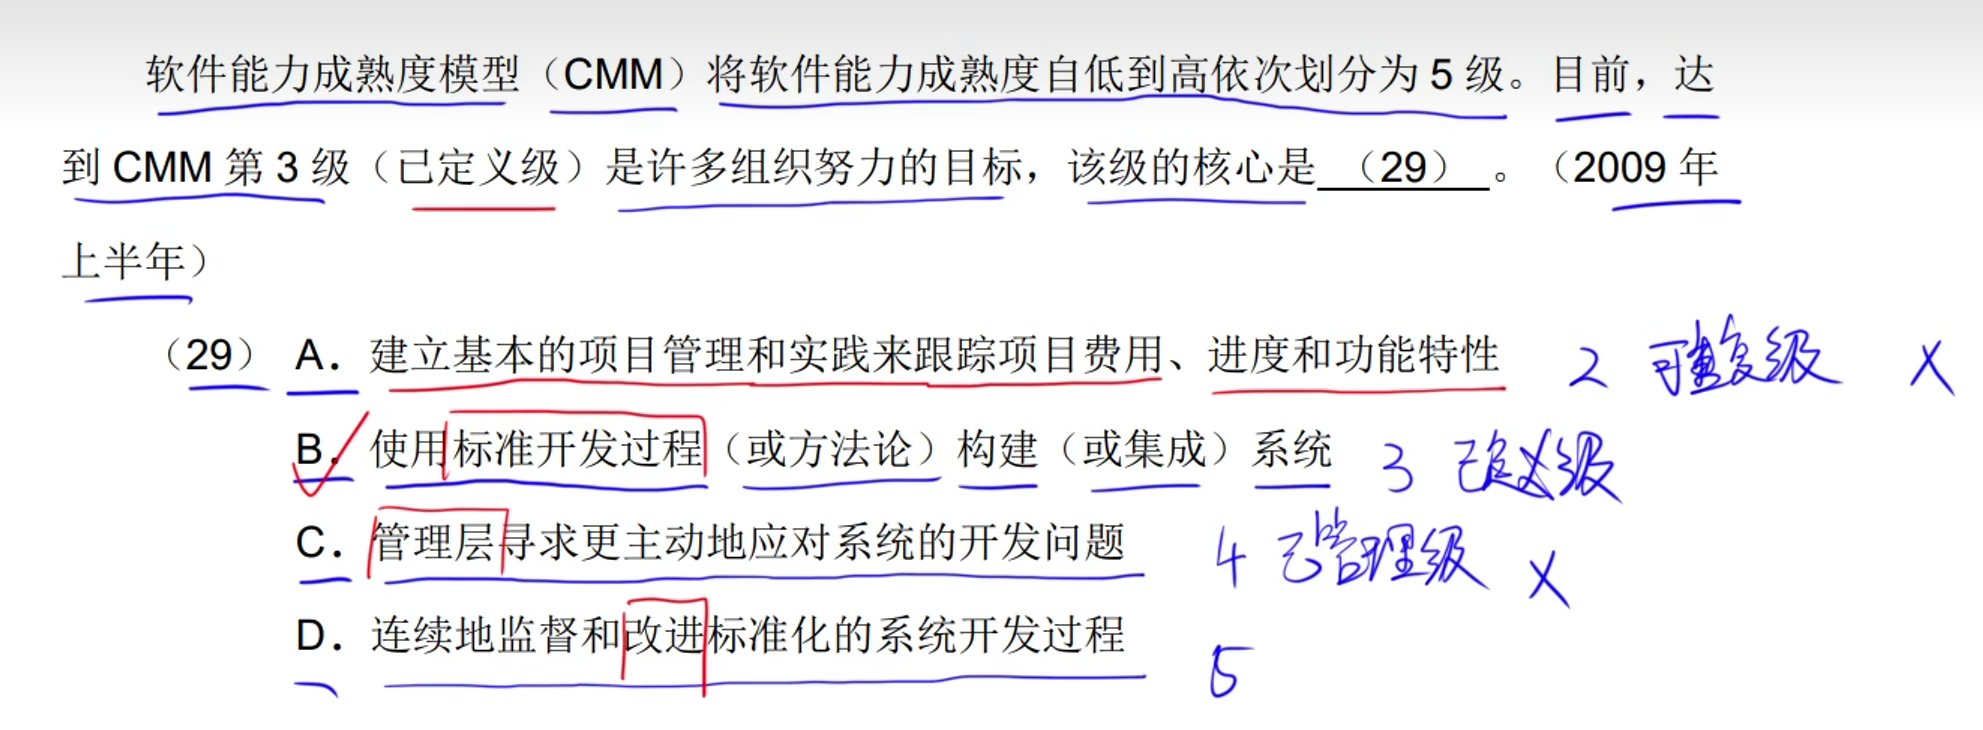 软件能力成熟度模型（CMM）将软件能力成熟度自低到高依次划分为 5 级。目前，达
到 CMM 第 3 级（已定义级）是许多组织努力的目标，该级的核心是 （29） 。（2009 年
上半年）
（29） A．建立基本的项目管理和实践来跟踪项目费用、进度和功能特性 2 可重复级 X
B．使用标准开发过程（或方法论）构建（或集成）系统 3 已定义级
C．管理层寻求更主动地应对系统的开发问题 4 已管理级 X
D．连续地监督和改进标准化的系统开发过程 5